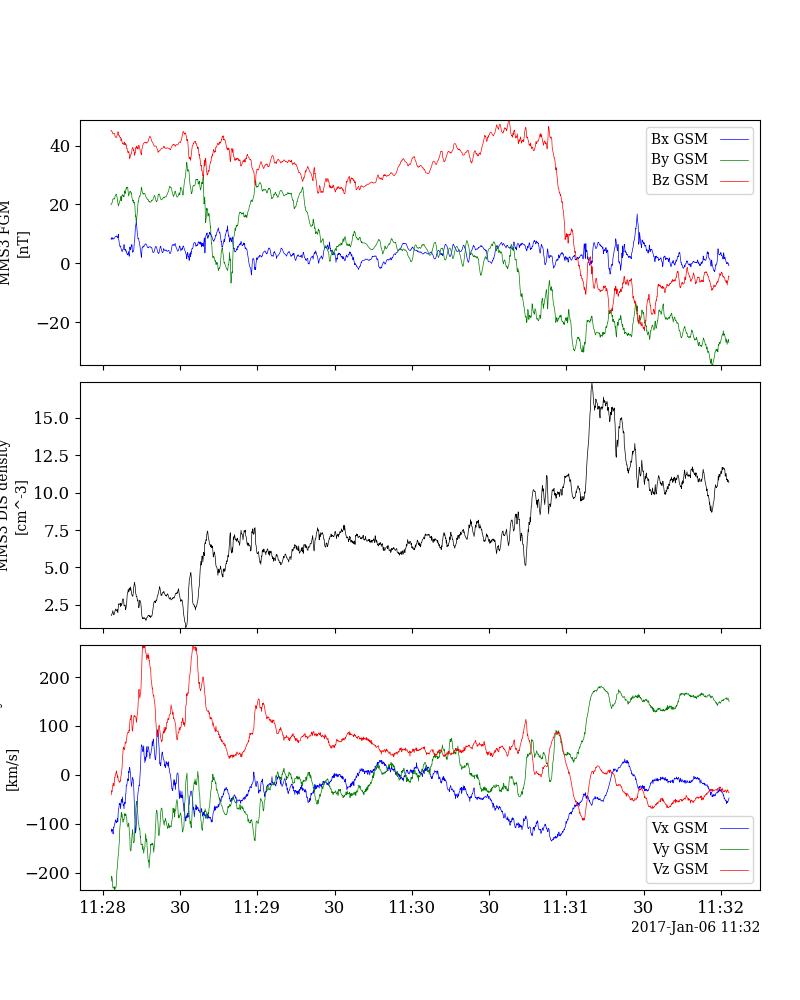 40
20
0
−20
MMS3 FGM
[nT]
Bx GSM
By GSM
Bz GSM
15.0
12.5
10.0
7.5
5.0
2.5
MMS3 DIS density
[cm^-3]
200
100
0
−100
−200
[km/s]
Vx GSM
Vy GSM
Vz GSM
11:28 30 11:29 30 11:30 30 11:31 30 11:32
2017-Jan-06 11:32